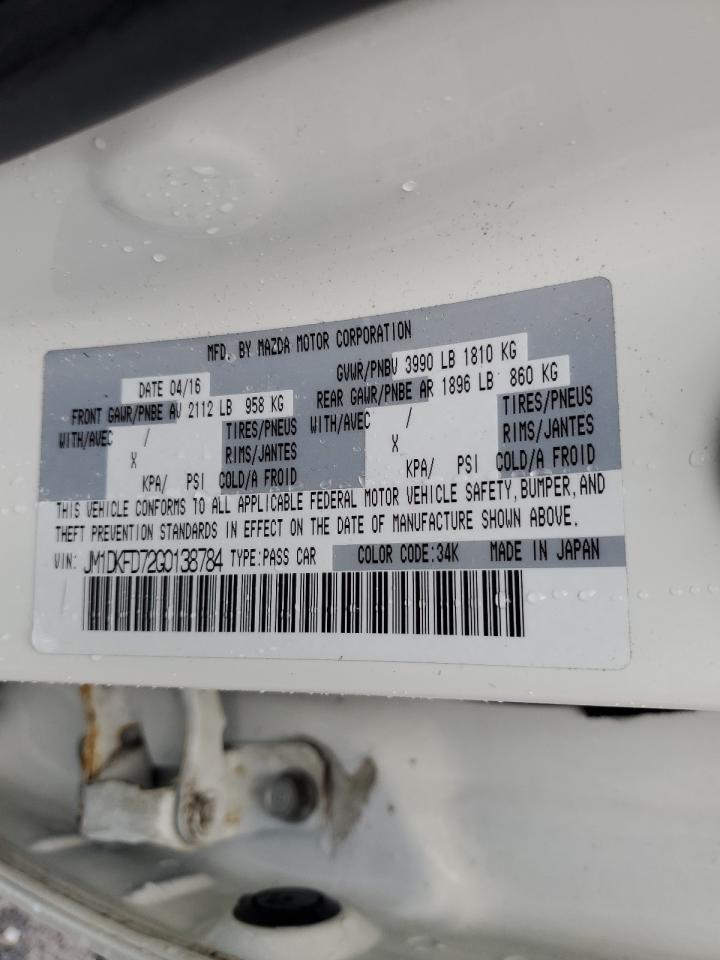 MFD. BY MAZDA MOTOR CORPORATION
DATE 04/16 GVWR/PNBV 3990 LB 1810 KG
FRONT GAWR/PNBE AV 2112 LB 958 KG REAR GAWR/PNBE AR 1896 LB 860 KG
WITH/AVEC / TIRES/PNEUS WITH/AVEC / TIRES/PNEUS
X RIMS/JANTES X RIMS/JANTES
KPA/ PSI COLD/A FROID KPA/ PSI COLD/A FROID
THIS VEHICLE CONFORMS TO ALL APPLICABLE FEDERAL MOTOR VEHICLE SAFETY, BUMPER, AND
THEFT PREVENTION STANDARDS IN EFFECT ON THE DATE OF MANUFACTURE SHOWN ABOVE.
VIN: JM1DKFD72G0138784 TYPE:PASS CAR COLOR CODE:34K MADE IN JAPAN